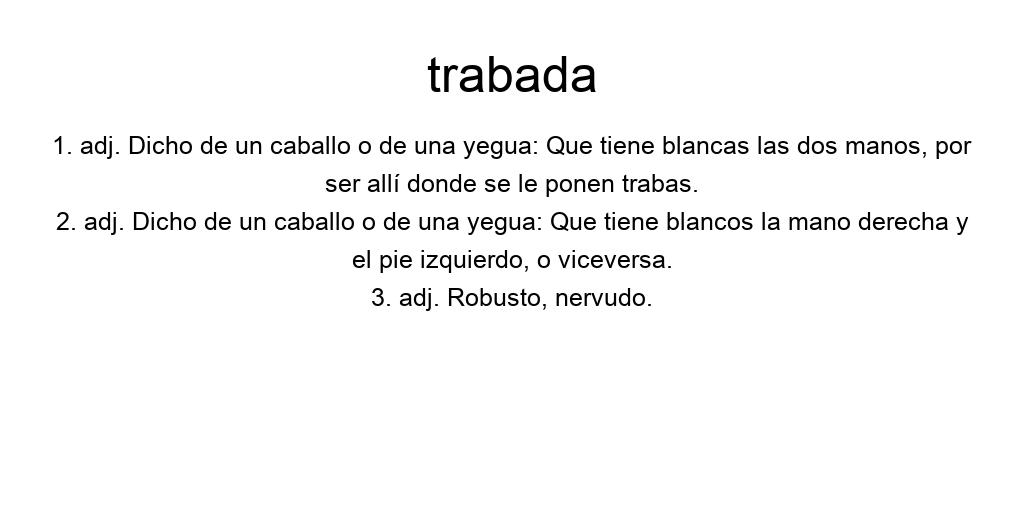 trabada
1. adj. Dicho de un caballo o de una yegua: Que tiene blancas las dos manos, por
ser allí donde se le ponen trabas.
2. adj. Dicho de un caballo o de una yegua: Que tiene blancos la mano derecha y
el pie izquierdo, o viceversa.
3. adj. Robusto, nervudo.